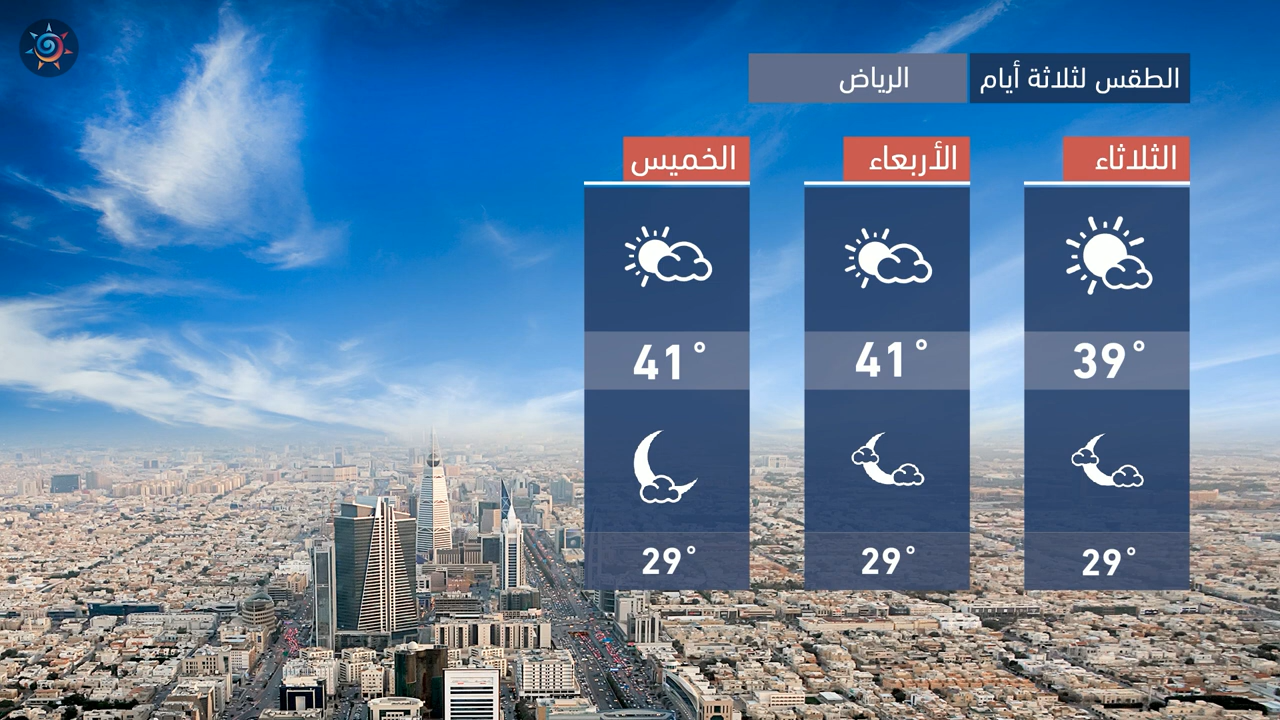 الطقس لثلاثة أيام
الرياض
الثلاثاء
الأربعاء
الخميس
39°
41°
41°
29°
29°
29°